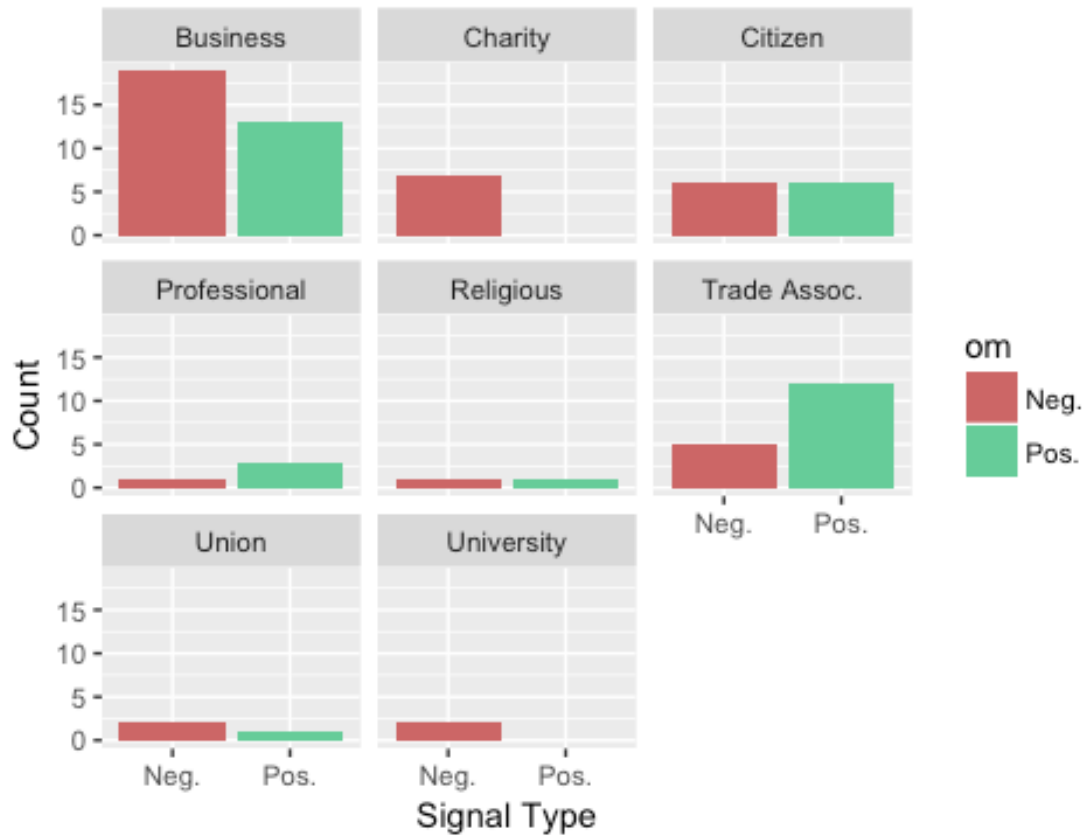 Business Charity Citizen
15
10
5
0
Professional Religious Trade Assoc.
15
10
5
0
Neg. Pos.
Union University
15
10
5
0
Neg. Pos. Neg. Pos.
Signal Type
Count
om
Neg.
Pos.